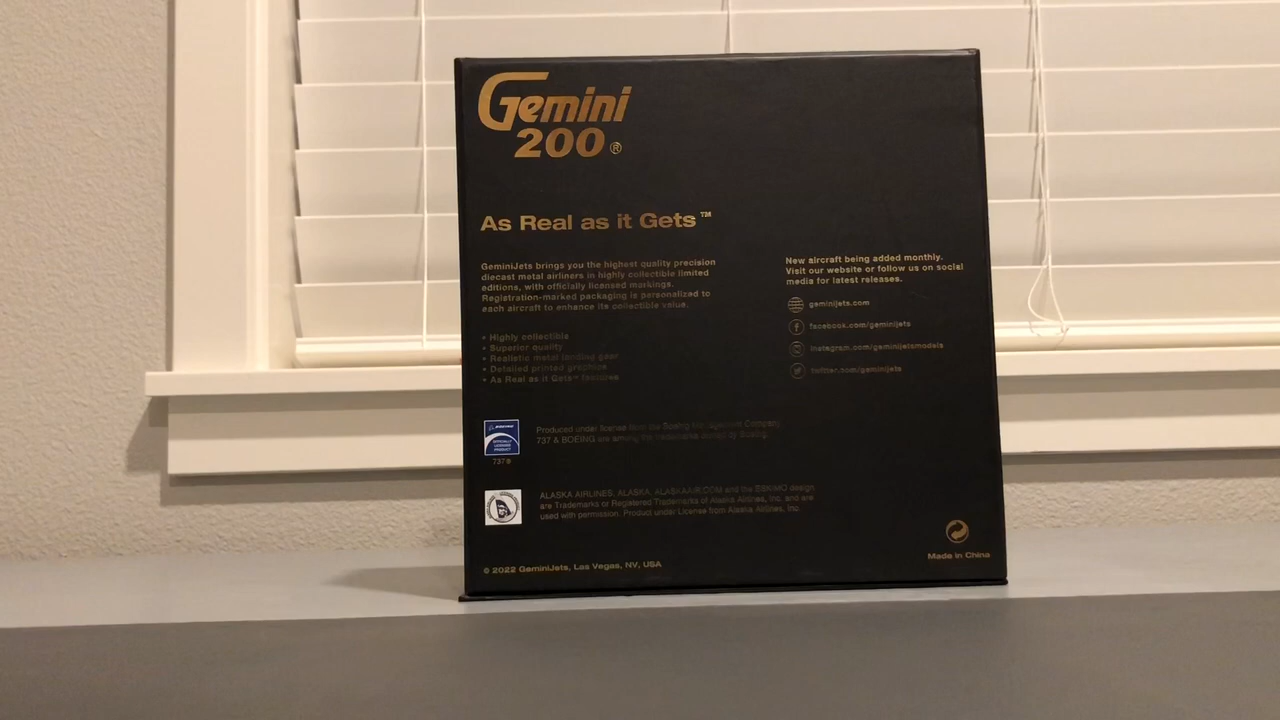 Gemini
200®
As Real as it Gets™
GeminiJets brings you the highest quality precision
diecast metal airliners in highly collectible limited
editions, with officially licensed markings.
Registration-marked packaging is personalized to
each aircraft to enhance its collectible value.
• Highly collectible
• Superior quality
• Realistic metal landing gear
• Detailed printed graphics
• As Real as it Gets™ features
New aircraft being added monthly.
Visit our website or follow us on social
media for latest releases.
geminijets.com
facebook.com/geminijets
instagram.com/geminijetsmodels
twitter.com/geminijets
BOEING
OFFICIALLY
LICENSED
PRODUCT
737®
Produced under license from the Boeing Management Company
737 & BOEING are among the trademarks owned by Boeing.
ALASKA AIRLINES, ALASKA, ALASKAAIR.COM and the ESKIMO design
are Trademarks or Registered Trademarks of Alaska Airlines, Inc. and are
used with permission. Product under License from Alaska Airlines, Inc.
© 2022 GeminiJets, Las Vegas, NV, USA
Made in China